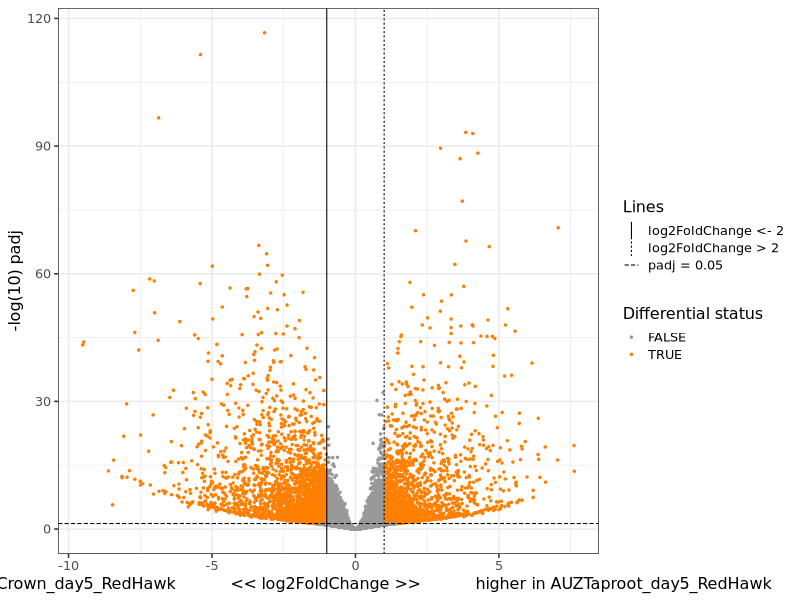 120
90
60
30
0
-log(10) padj
-10
-5
0
5
Crown_day5_RedHawk << log2FoldChange >> higher in AUZTaproot_day5_RedHawk
Lines
log2FoldChange <- 2
log2FoldChange > 2
padj = 0.05
Differential status
FALSE
TRUE